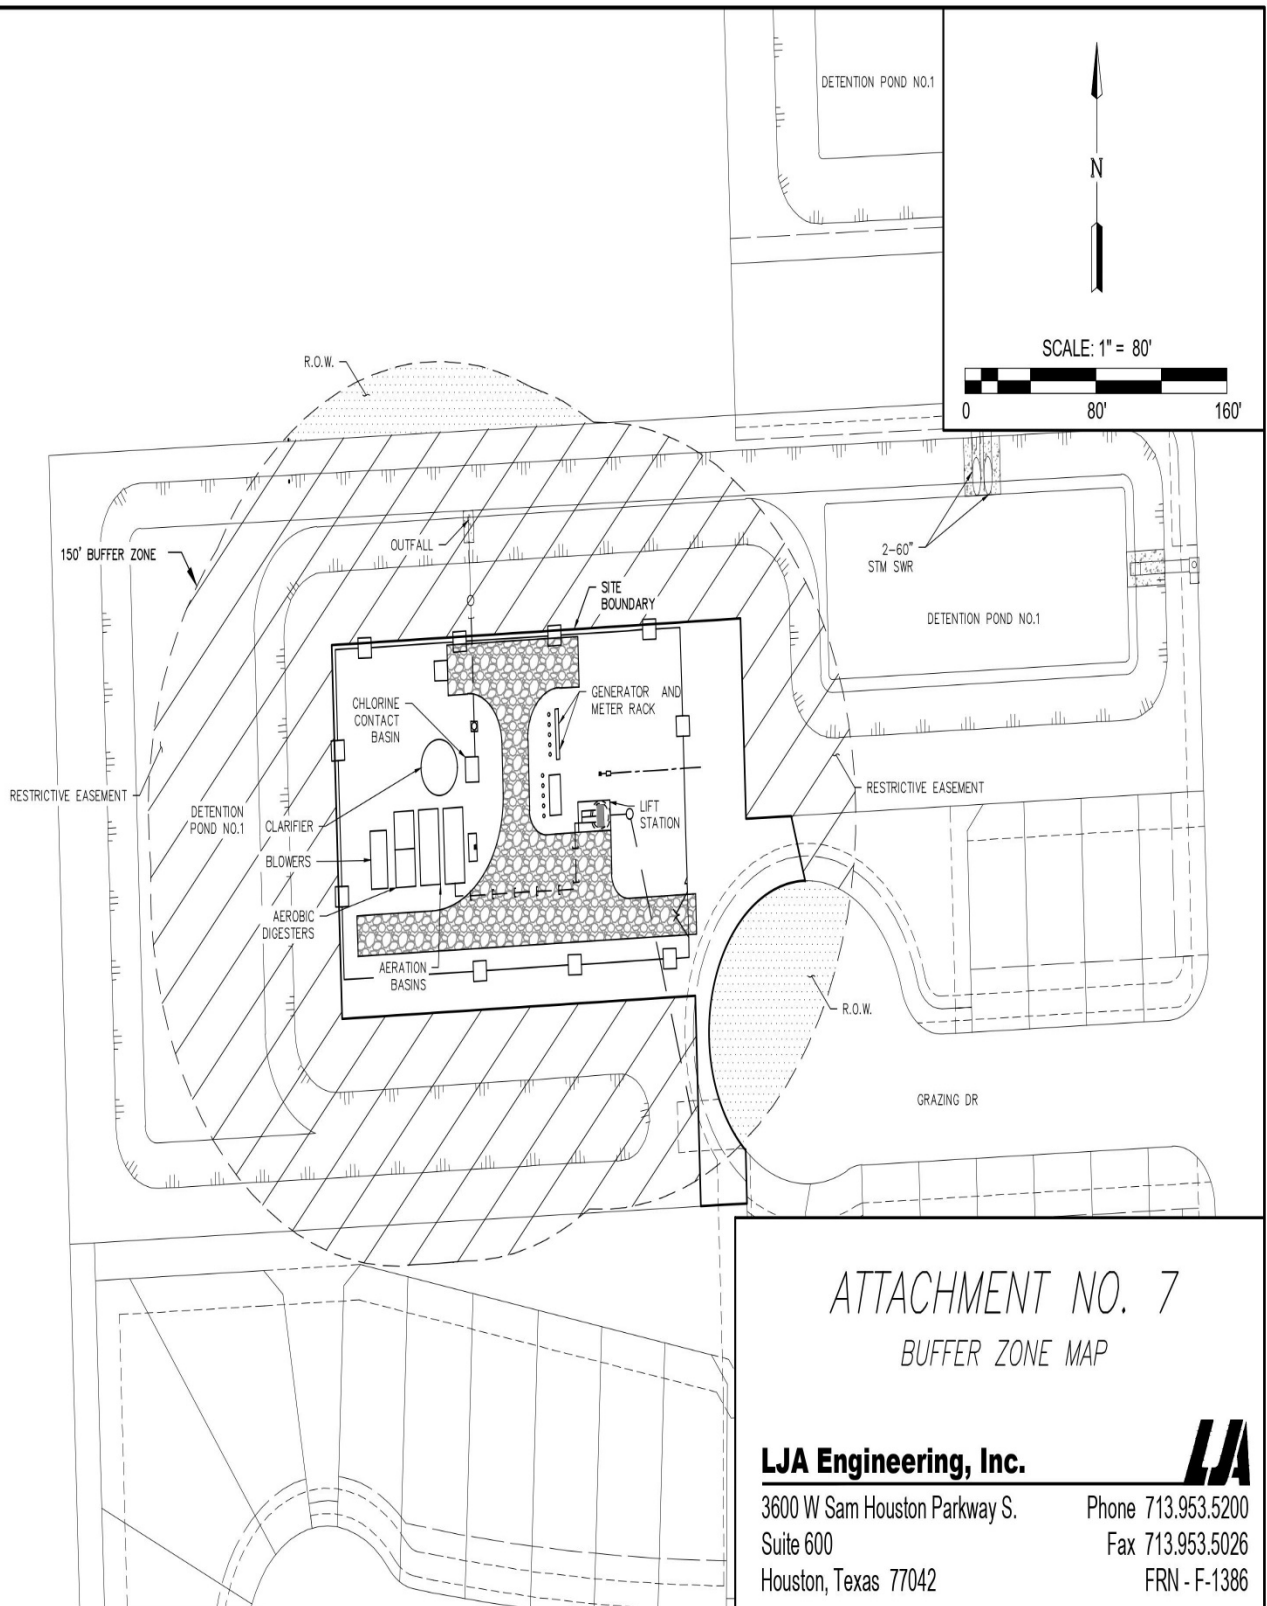 DETENTION POND NO.1
N
SCALE: 1" = 80'
0 80' 160'
R.O.W.
150' BUFFER ZONE
OUTFALL
2-60"
STM SWR
SITE
BOUNDARY
DETENTION POND NO.1
CHLORINE
CONTACT
BASIN
GENERATOR AND
METER RACK
RESTRICTIVE EASEMENT
RESTRICTIVE EASEMENT
DETENTION
POND NO.1
CLARIFIER
LIFT
STATION
BLOWERS
AEROBIC
DIGESTERS
AERATION
BASINS
R.O.W.
GRAZING DR
ATTACHMENT NO. 7
BUFFER ZONE MAP
LJA Engineering, Inc.
LJA
3600 W Sam Houston Parkway S.
Suite 600
Houston, Texas 77042
Phone 713.953.5200
Fax 713.953.5026
FRN - F-1386